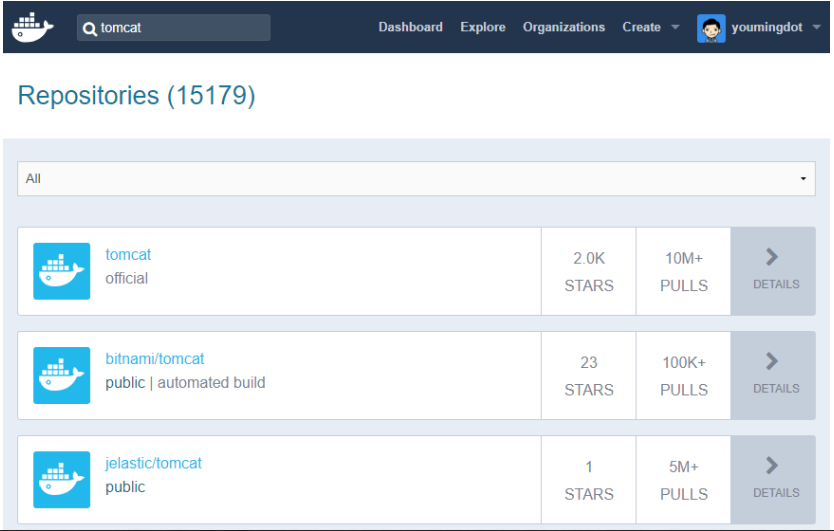 tomcat Dashboard Explore Organizations Create youmingdot
Repositories (15179)
All
tomcat
official
2.0K
STARS
10M+
PULLS
DETAILS
bitnami/tomcat
public | automated build
23
STARS
100K+
PULLS
DETAILS
jelastic/tomcat
public
1
STARS
5M+
PULLS
DETAILS